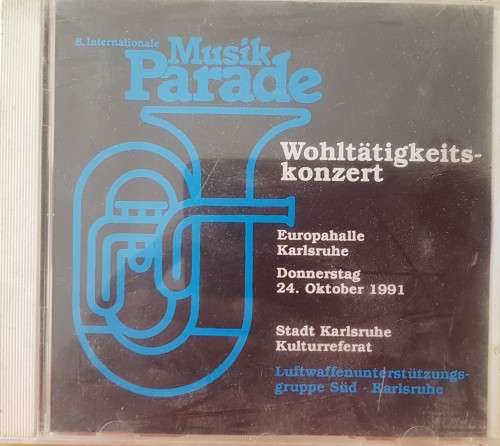 8. Internationale
Musik
Parade
Wohltätigkeits-
konzert
Europahalle
Karlsruhe
Donnerstag
24. Oktober 1991
Stadt Karlsruhe
Kulturreferat
Luftwaffenunterstützungs-
gruppe Süd · Karlsruhe